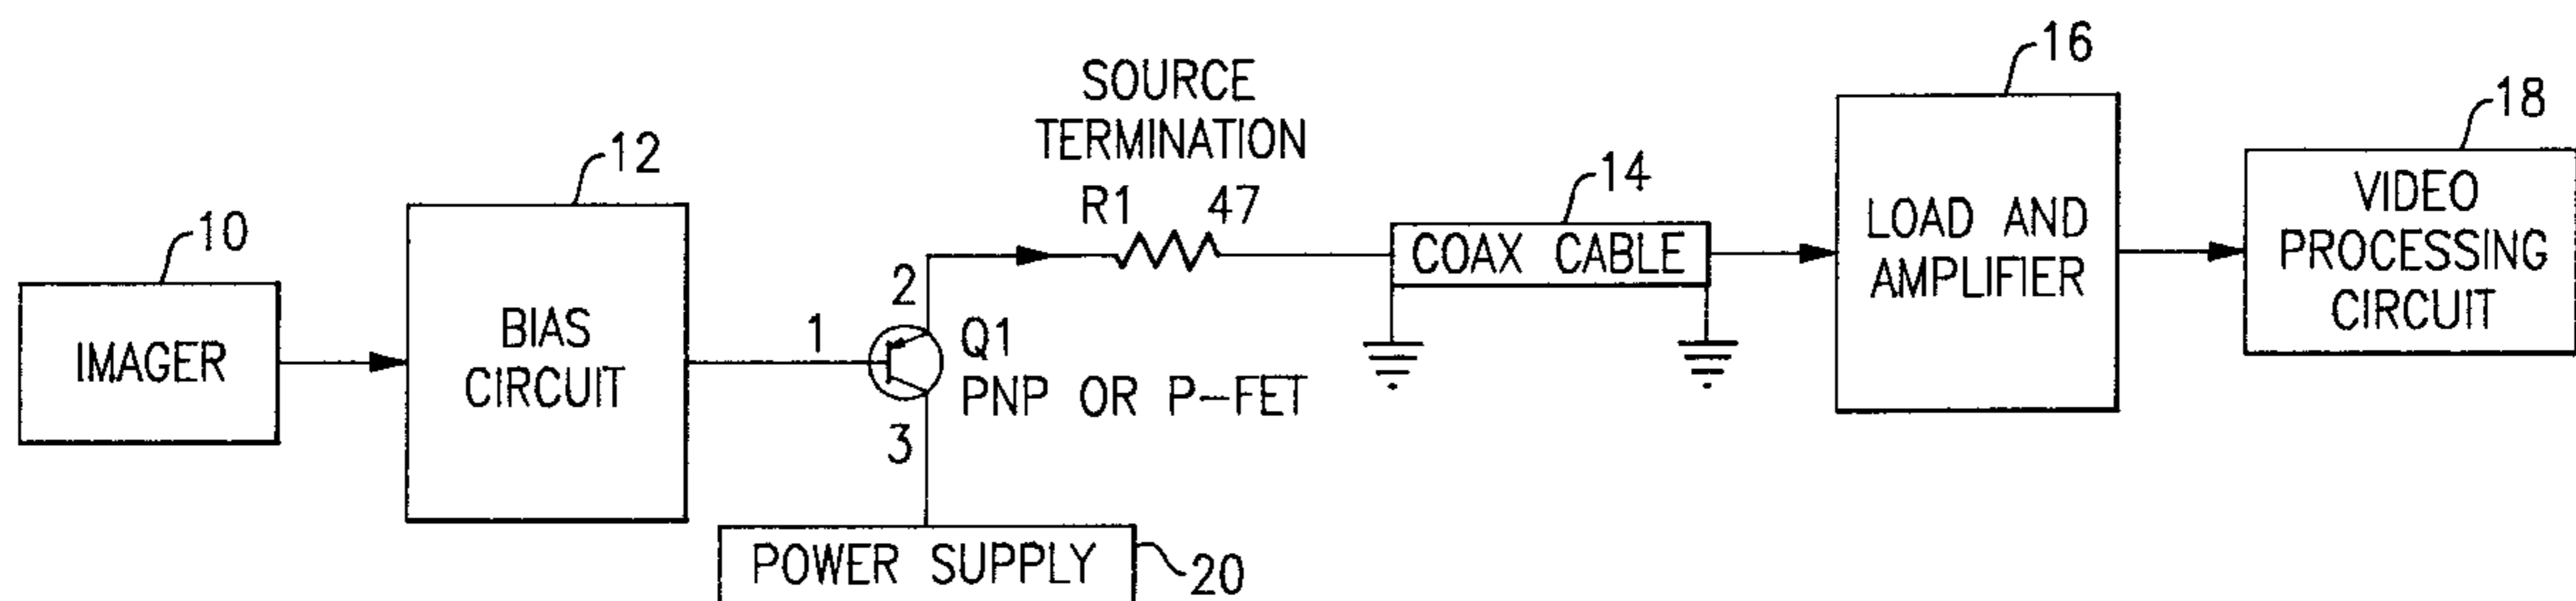 16
18
SOURCE
TERMINATION
12
14
R1 47
VIDEO
PROCESSING
CIRCUIT
10
LOAD AND
AMPLIFIER
COAX CABLE
2
BIAS
CIRCUIT
1
Q1
PNP OR P-FET
IMAGER
3
POWER SUPPLY
20